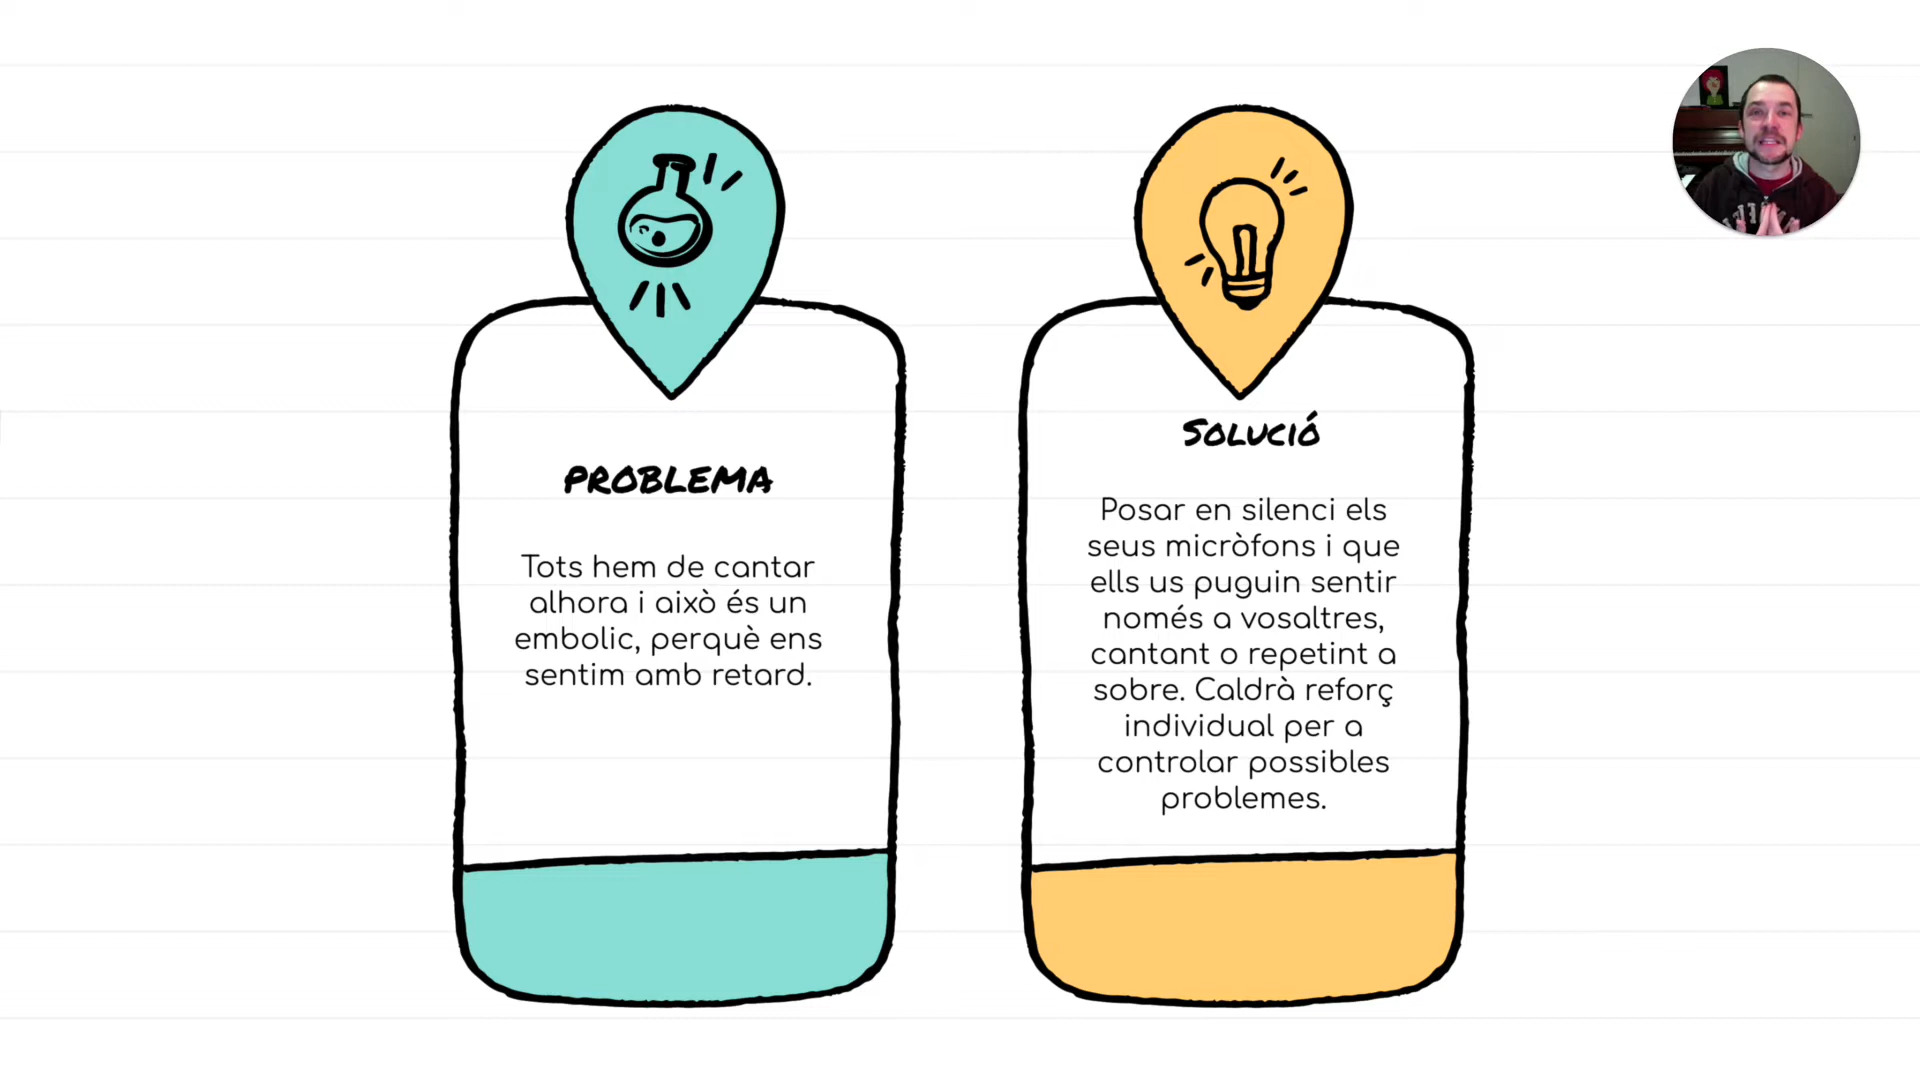 PROBLEMA
Tots hem de cantar
alhora i això és un
embolic, perquè ens
sentim amb retard.
Solució
Posar en silenci els
seus micròfons i que
ells us puguin sentir
només a vosaltres,
cantant o repetint a
sobre. Caldrà reforç
individual per a
controlar possibles
problemes.